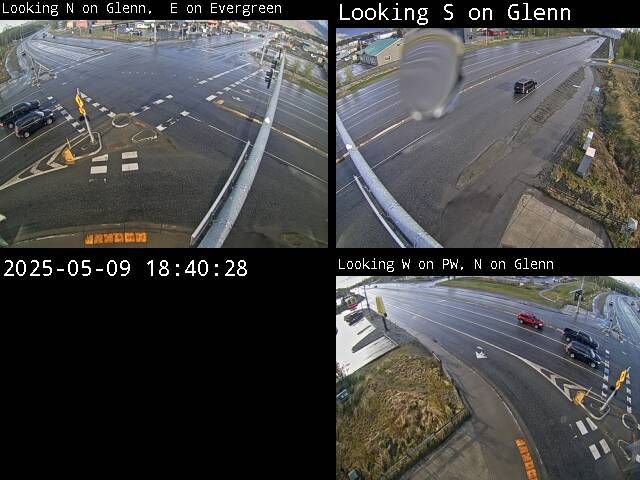 Looking N on Glenn,  E on Evergreen
Looking S on Glenn
2025-05-09 18:40:28
Looking W on PW, N on Glenn